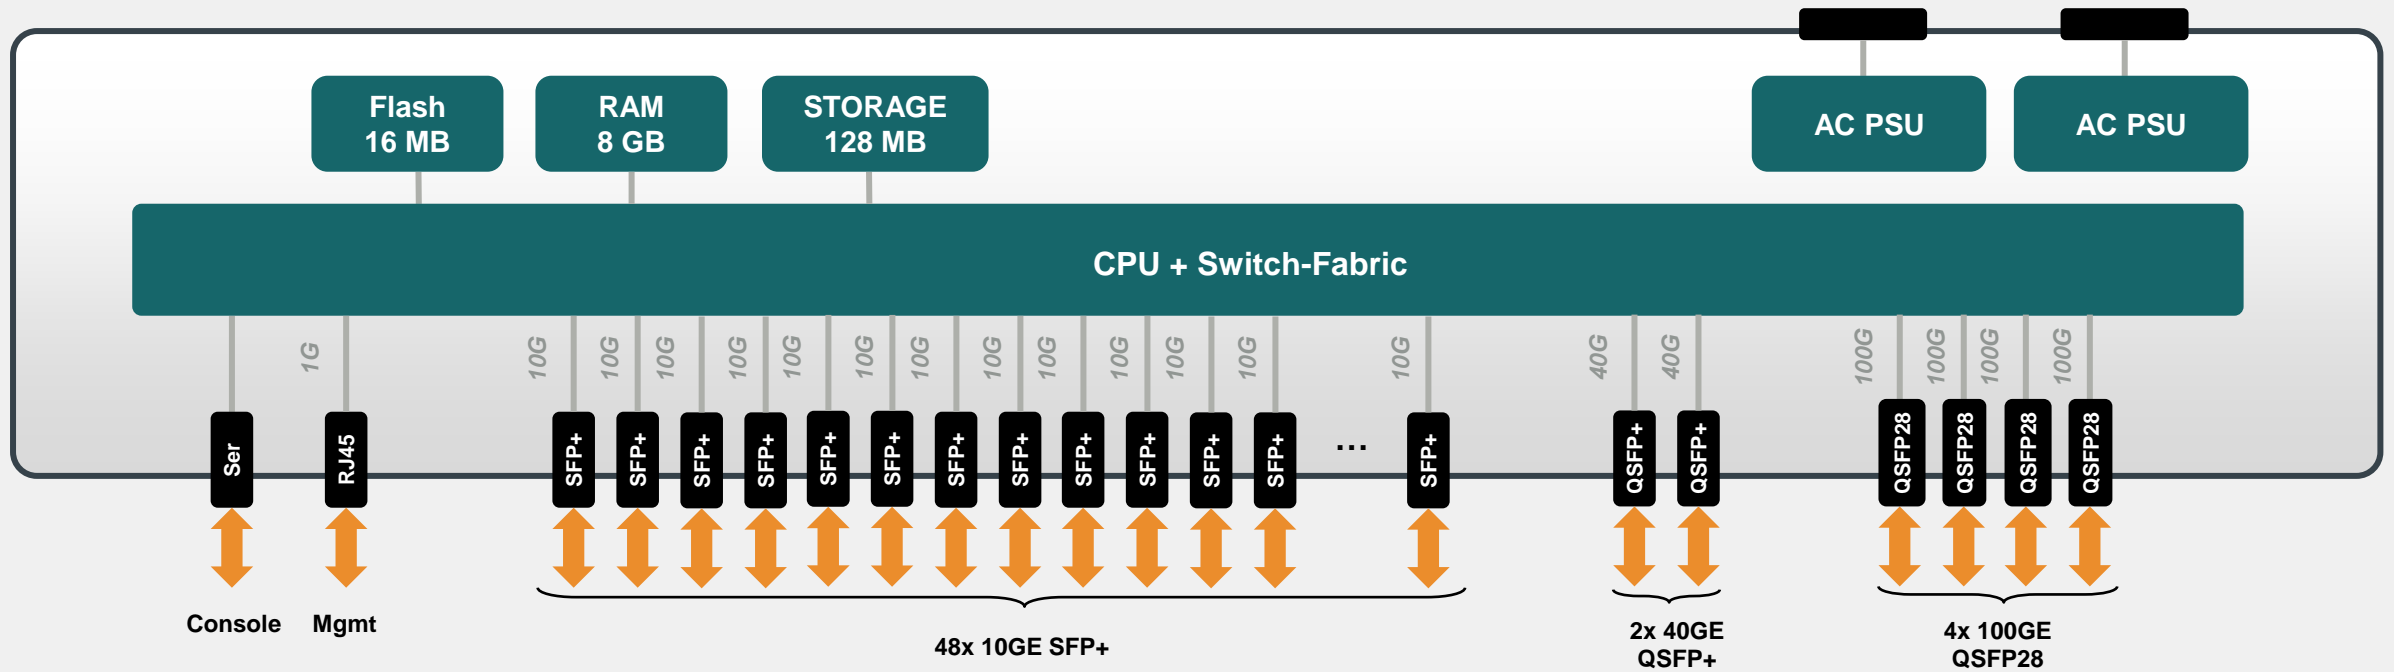 Flash
16 MB
RAM
8 GB
STORAGE
128 MB
AC PSU
AC PSU
CPU + Switch-Fabric
1G
10G
10G
10G
10G
10G
10G
10G
10G
10G
10G
10G
10G
10G
40G
40G
100G
100G
100G
100G
Ser
RJ45
SFP+
SFP+
SFP+
SFP+
SFP+
SFP+
SFP+
SFP+
SFP+
SFP+
SFP+
SFP+
...
SFP+
QSFP+
QSFP+
QSFP28
QSFP28
QSFP28
QSFP28
Console
Mgmt
48x 10GE SFP+
2x 40GE
QSFP+
4x 100GE
QSFP28